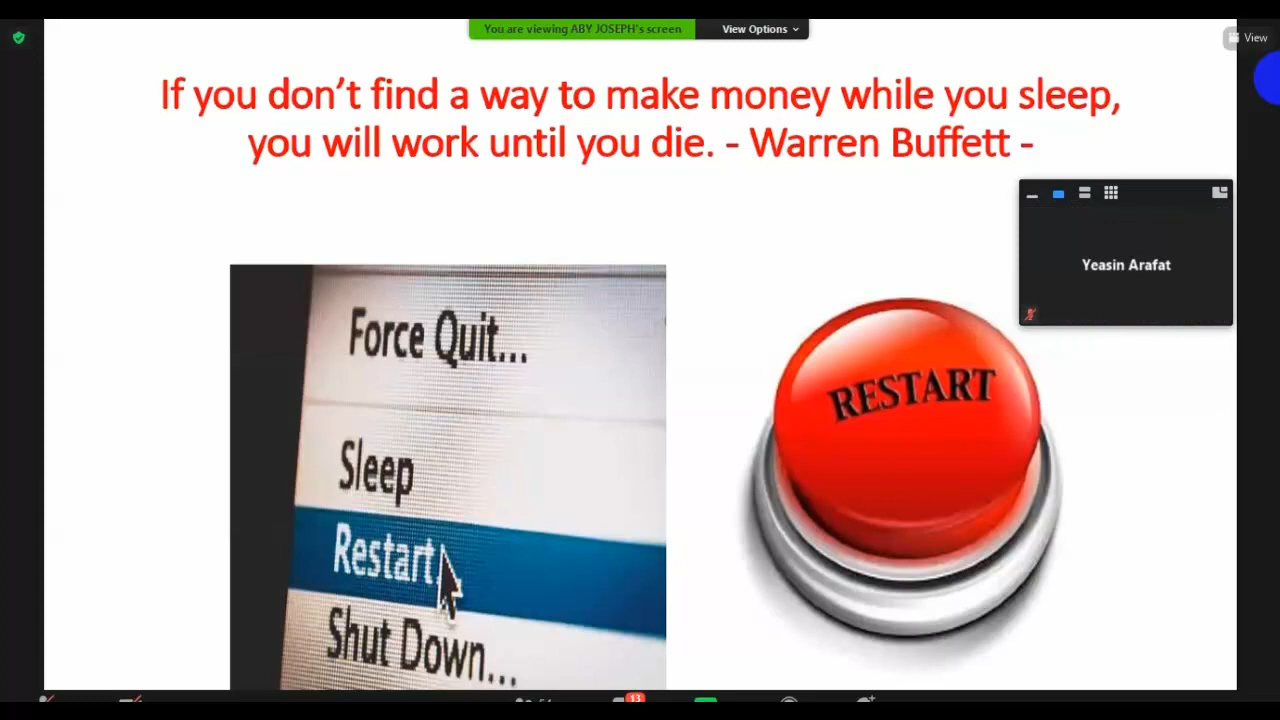 You are viewing ABY JOSEPH's screen
View Options
View
If you don't find a way to make money while you sleep,
you will work until you die. - Warren Buffett -
Yeasin Arafat
Force Quit...
Sleep
Restart
Shut Down...
RESTART
13